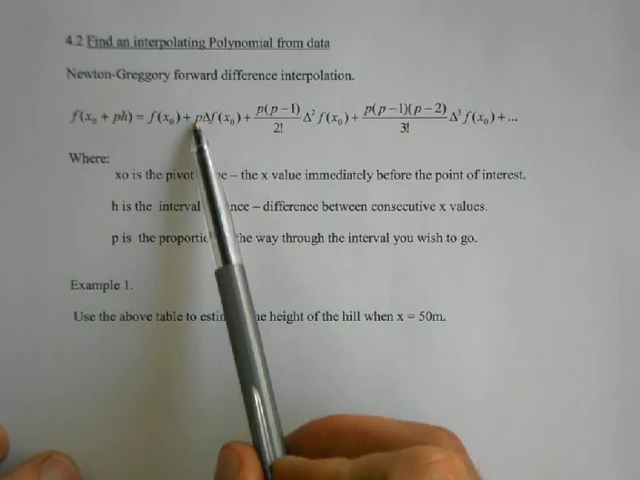 4.2 Find an interpolating Polynomial from data
Newton-Greggory forward difference interpolation.
f(x₀ + ph) = f(x₀) + pΔf(x₀) + p(p−1)/2! Δ² f(x₀) + p(p−1)(p−2)/3! Δ³ f(x₀) + ...
Where:
xo is the pivot – the x value immediately before the point of interest.
h is the interval – difference between consecutive x values.
p is the the way through the interval you wish to go.
Example 1.
Use the above table to height of the hill when x = 50m.